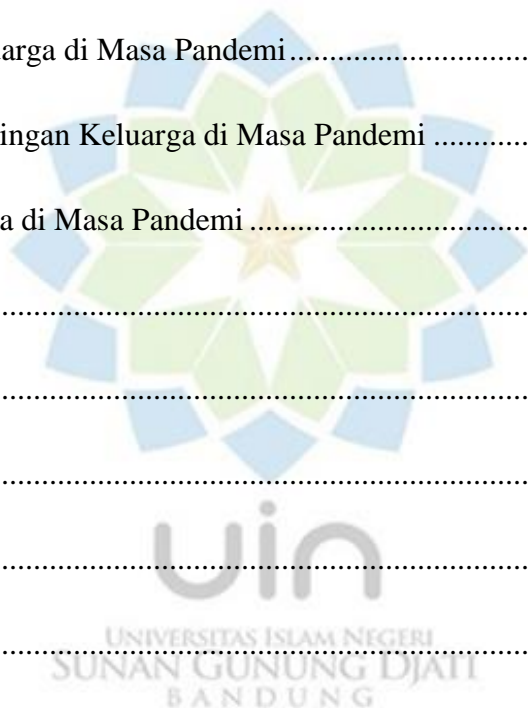 arga di Masa Pandemi..............................
ingan Keluarga di Masa Pandemi ............
a di Masa Pandemi ...................................
.................................................................
.................................................................
.................................................................
uin
.................................................................
UNIVERSITAS ISLAM NEGERI
.................................................................
SUNAN GUNUNG DJATI
BANDUNG